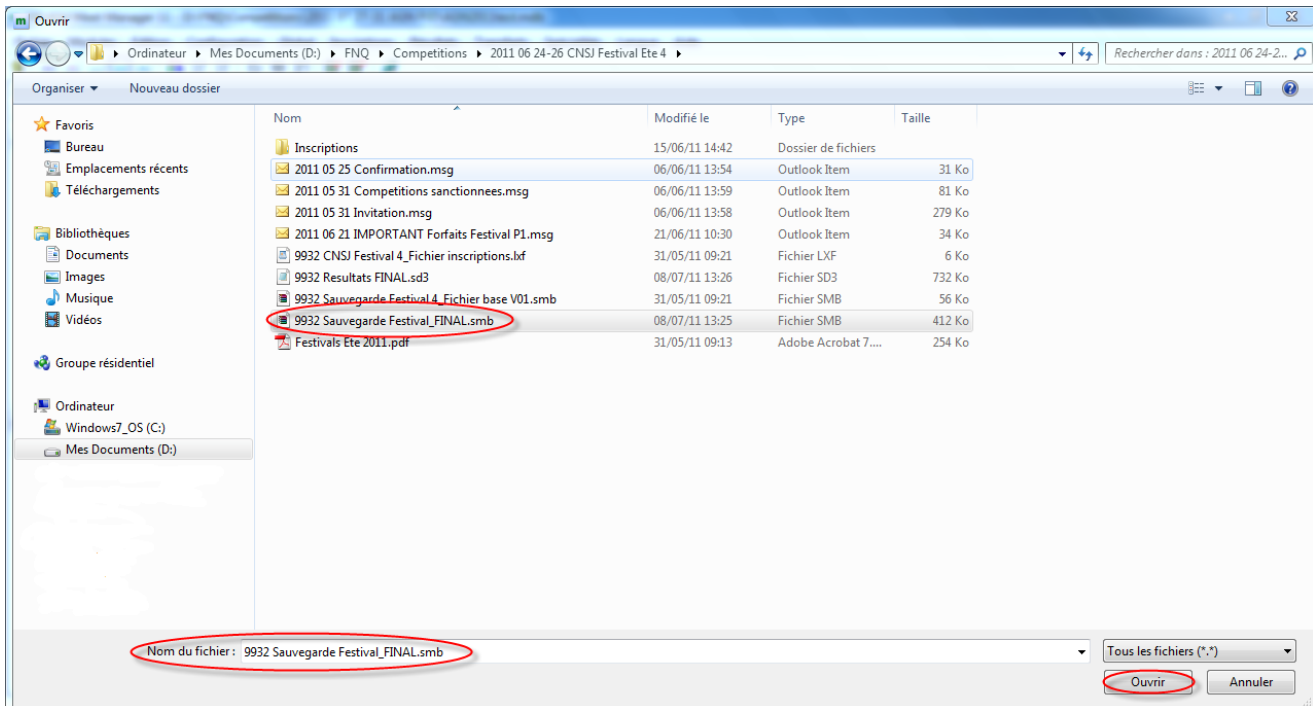 m Ouvrir
Ordinateur Mes Documents (D:) FNQ Competitions 2011 06 24-26 CNSJ Festival Ete 4 Rechercher dans : 2011 06 24-2...
Organiser Nouveau dossier
Favoris
Bureau
Emplacements récents
Téléchargements
Bibliothèques
Documents
Images
Musique
Vidéos
Groupe résidentiel
Ordinateur
Windows7_OS (C:)
Mes Documents (D:)
Nom Modifié le Type Taille
Inscriptions 15/06/11 14:42 Dossier de fichiers
2011 05 25 Confirmation.msg 06/06/11 13:54 Outlook Item 31 Ko
2011 05 31 Competitions sanctionnees.msg 06/06/11 13:59 Outlook Item 81 Ko
2011 05 31 Invitation.msg 06/06/11 13:58 Outlook Item 279 Ko
2011 06 21 IMPORTANT Forfaits Festival P1.msg 21/06/11 10:30 Outlook Item 34 Ko
9932 CNSJ Festival 4_Fichier inscriptions.lxf 31/05/11 09:21 Fichier LXF 6 Ko
9932 Resultats FINAL.sd3 08/07/11 13:26 Fichier SD3 732 Ko
9932 Sauvegarde Festival 4_Fichier base V01.smb 31/05/11 09:21 Fichier SMB 56 Ko
9932 Sauvegarde Festival_FINAL.smb 08/07/11 13:25 Fichier SMB 412 Ko
Festivals Ete 2011.pdf 31/05/11 09:13 Adobe Acrobat 7.... 254 Ko
Nom du fichier : 9932 Sauvegarde Festival_FINAL.smb Tous les fichiers (*.*)
Ouvrir Annuler